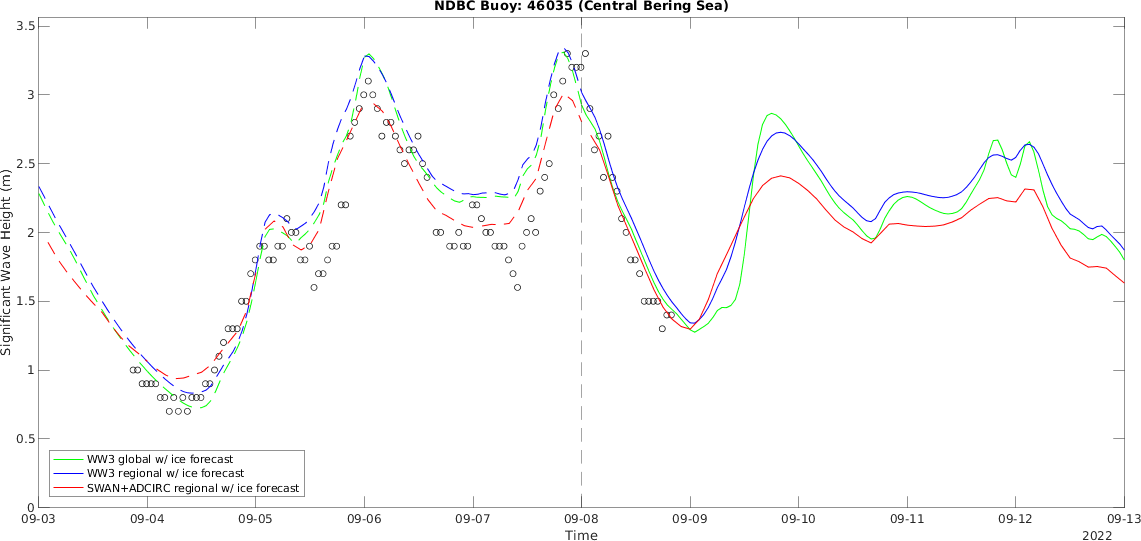 NDBC Buoy: 46035 (Central Bering Sea)
3.5
3
2.5
2
1.5
1
0.5
0
Significant Wave Height (m)
WW3 global w/ ice forecast
WW3 regional w/ ice forecast
SWAN+ADCIRC regional w/ ice forecast
09-03 09-04 09-05 09-06 09-07 09-08 09-09 09-10 09-11 09-12 09-13
Time
2022